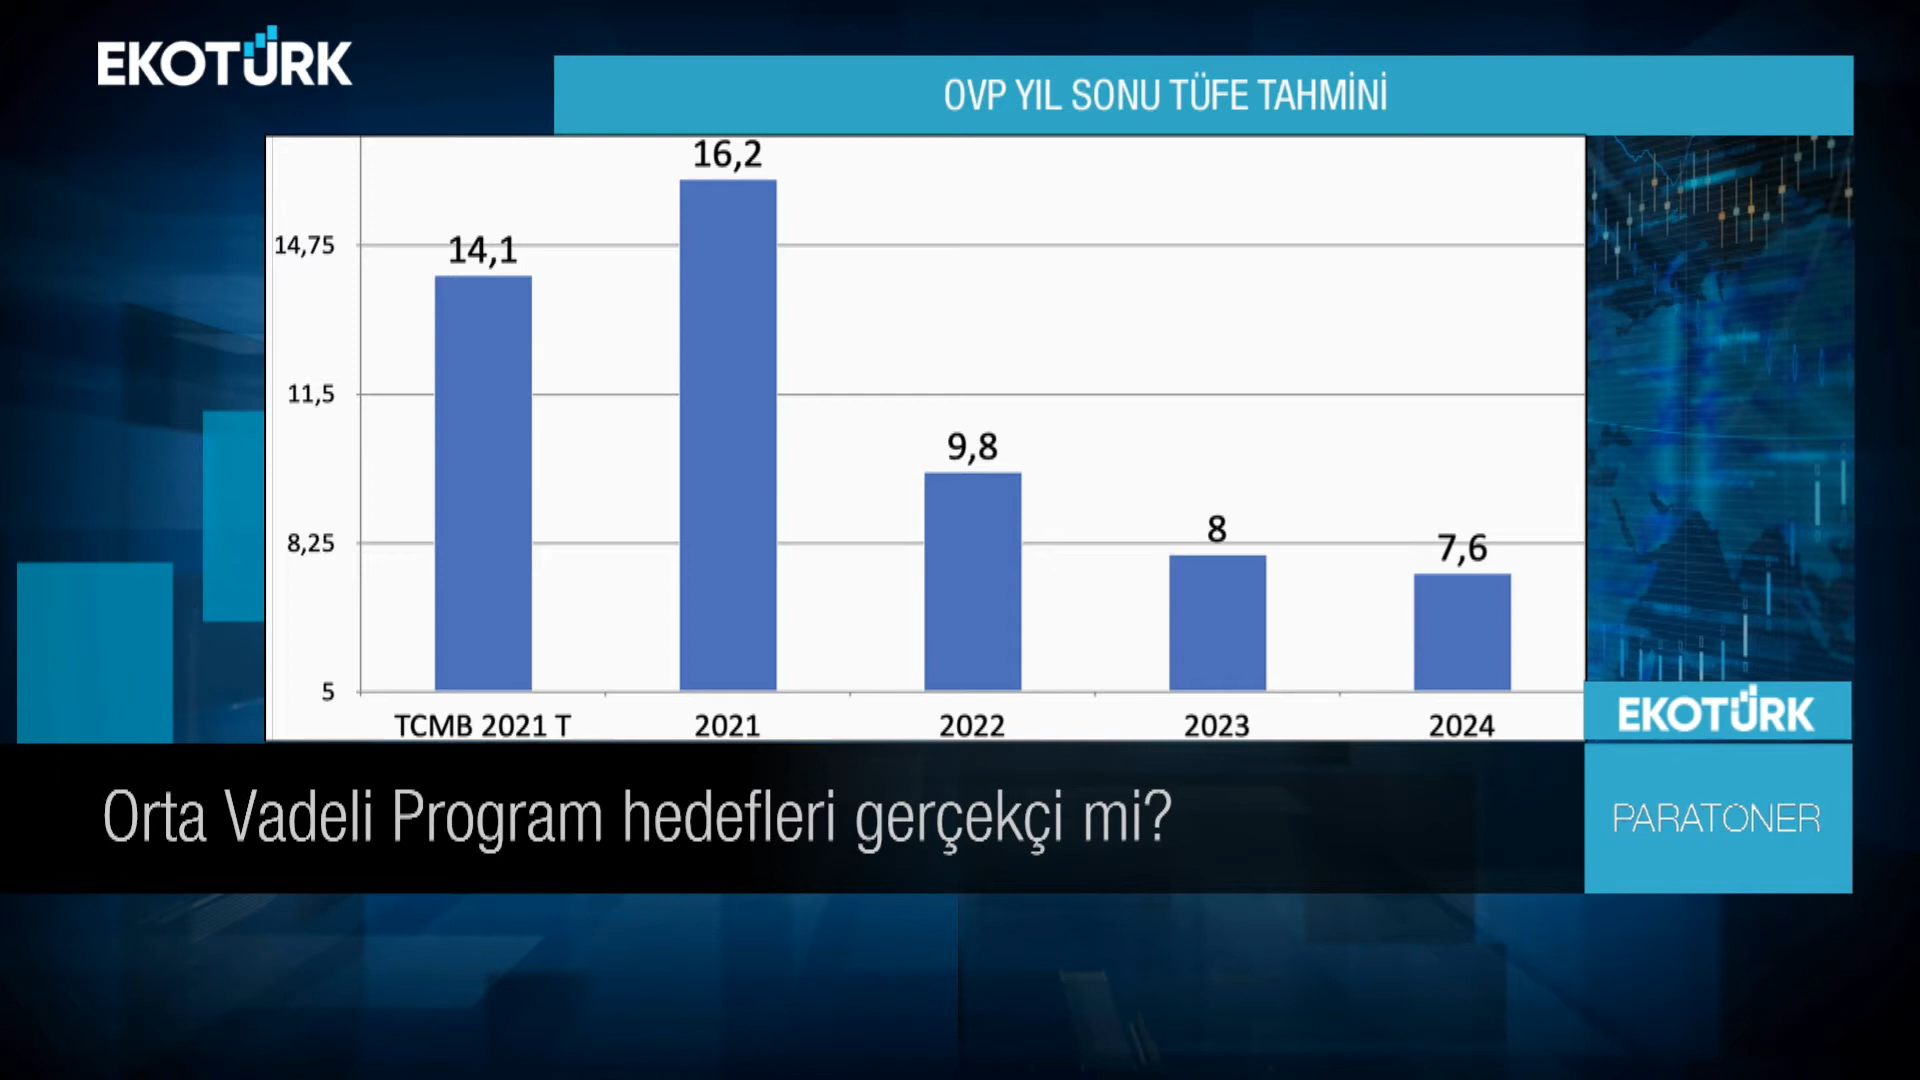 EKOTÜRK
OVP YIL SONU TÜFE TAHMİNİ
16,2
14,75
14,1
11,5
9,8
8,25
8
7,6
5
TCMB 2021 T 2021 2022 2023 2024
EKOTÜRK
Orta Vadeli Program hedefleri gerçekçi mi?
PARATONER